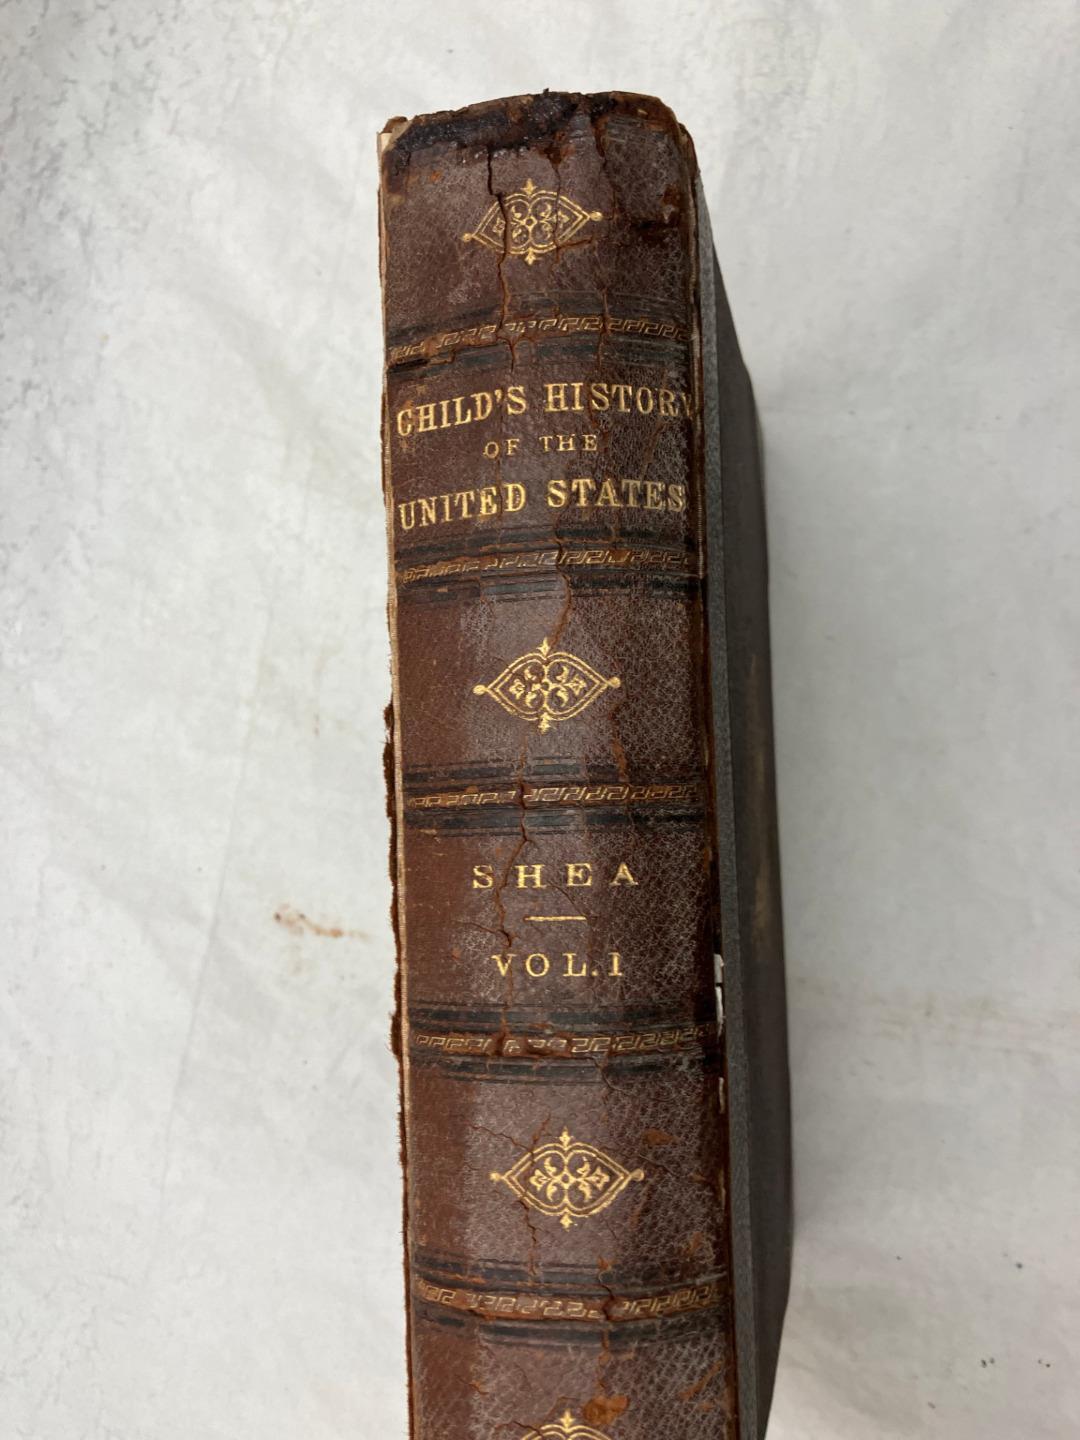 CHILD'S HISTORY
OF THE
UNITED STATES
SHEA
VOL. 1